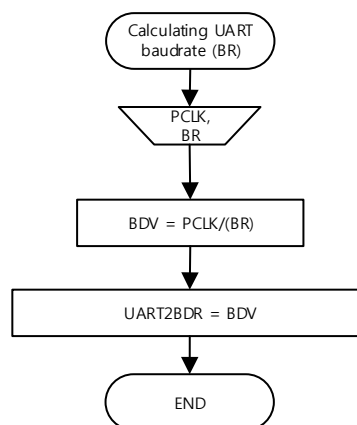 Calculating UART
baudrate (BR)
PCLK,
BR
BDV = PCLK/(BR)
UART2BDR = BDV
END